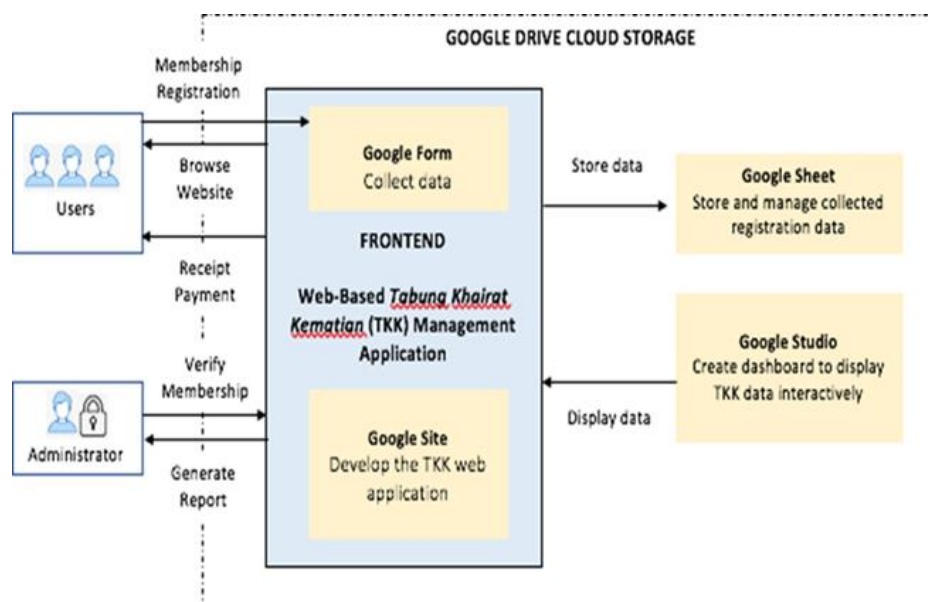 GOOGLE DRIVE CLOUD STORAGE
Membership
Registration
Users
Browse
Website
Receipt
Payment
Verify
Membership
Administrator
Generate
Report
Google Form
Collect data
FRONTEND
Web-Based Tabung Khairat
Kematian (TKK) Management
Application
Google Site
Develop the TKK web
application
Store data
Google Sheet
Store and manage collected
registration data
Google Studio
Create dashboard to display
TKK data interactively
Display data